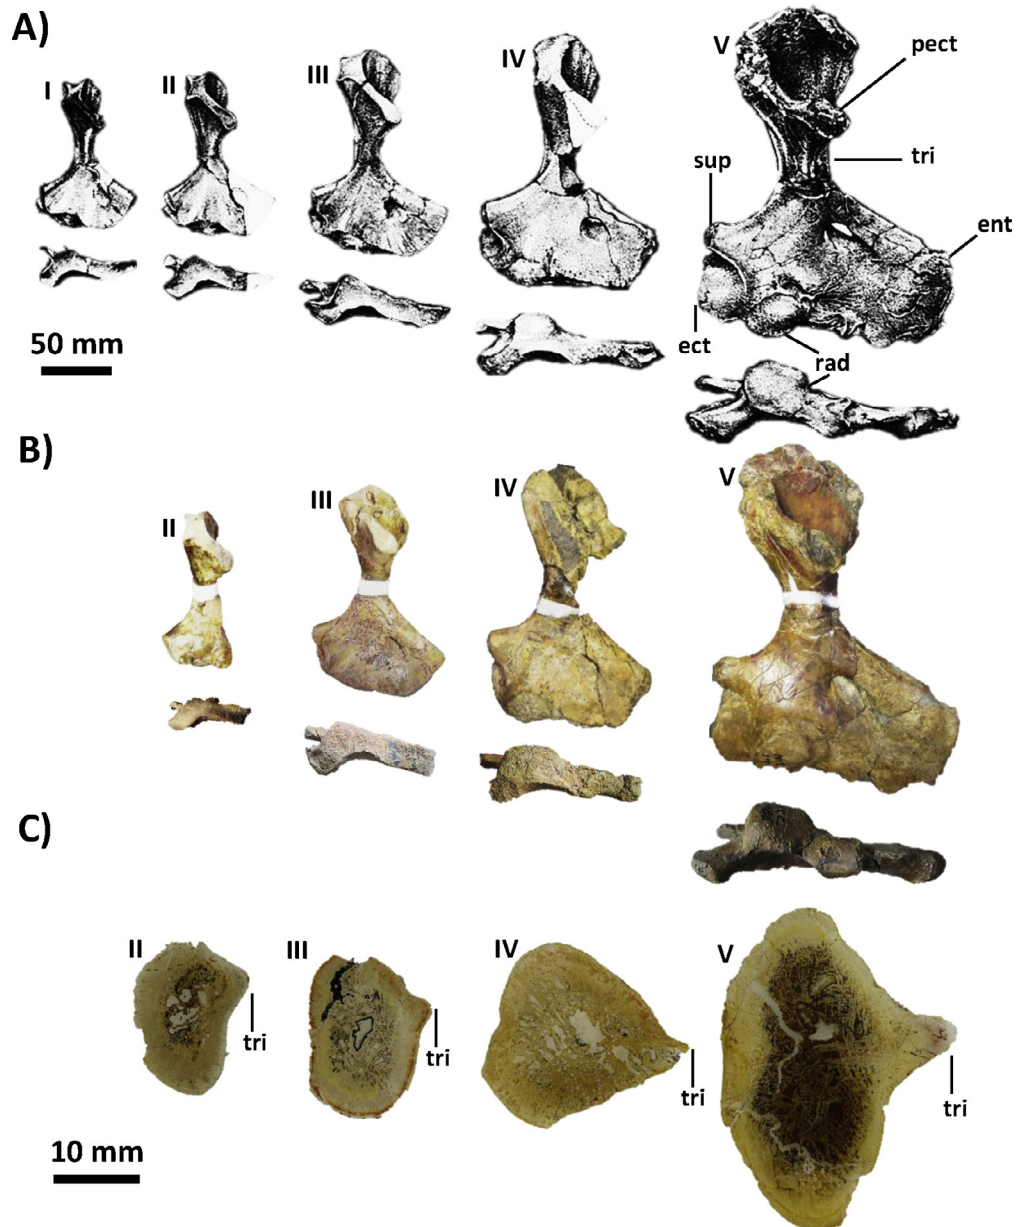 A)
I
II
III
IV
V
pect
tri
sup
ent
ect
rad
50 mm
B)
II
III
IV
V
C)
II
III
IV
V
tri
tri
tri
tri
10 mm